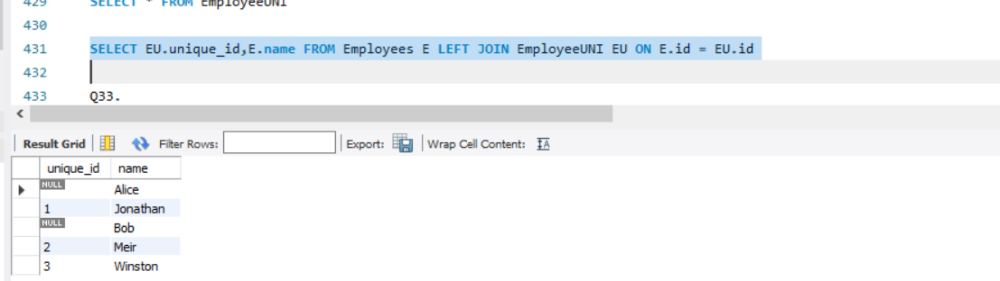 429 SELECT * FROM EmployeeUNI
430
431 SELECT EU.unique_id,E.name FROM Employees E LEFT JOIN EmployeeUNI EU ON E.id = EU.id
432
433 Q33.
Result Grid Filter Rows: Export: Wrap Cell Content: IA
unique_id name
NULL Alice
1 Jonathan
NULL Bob
2 Meir
3 Winston